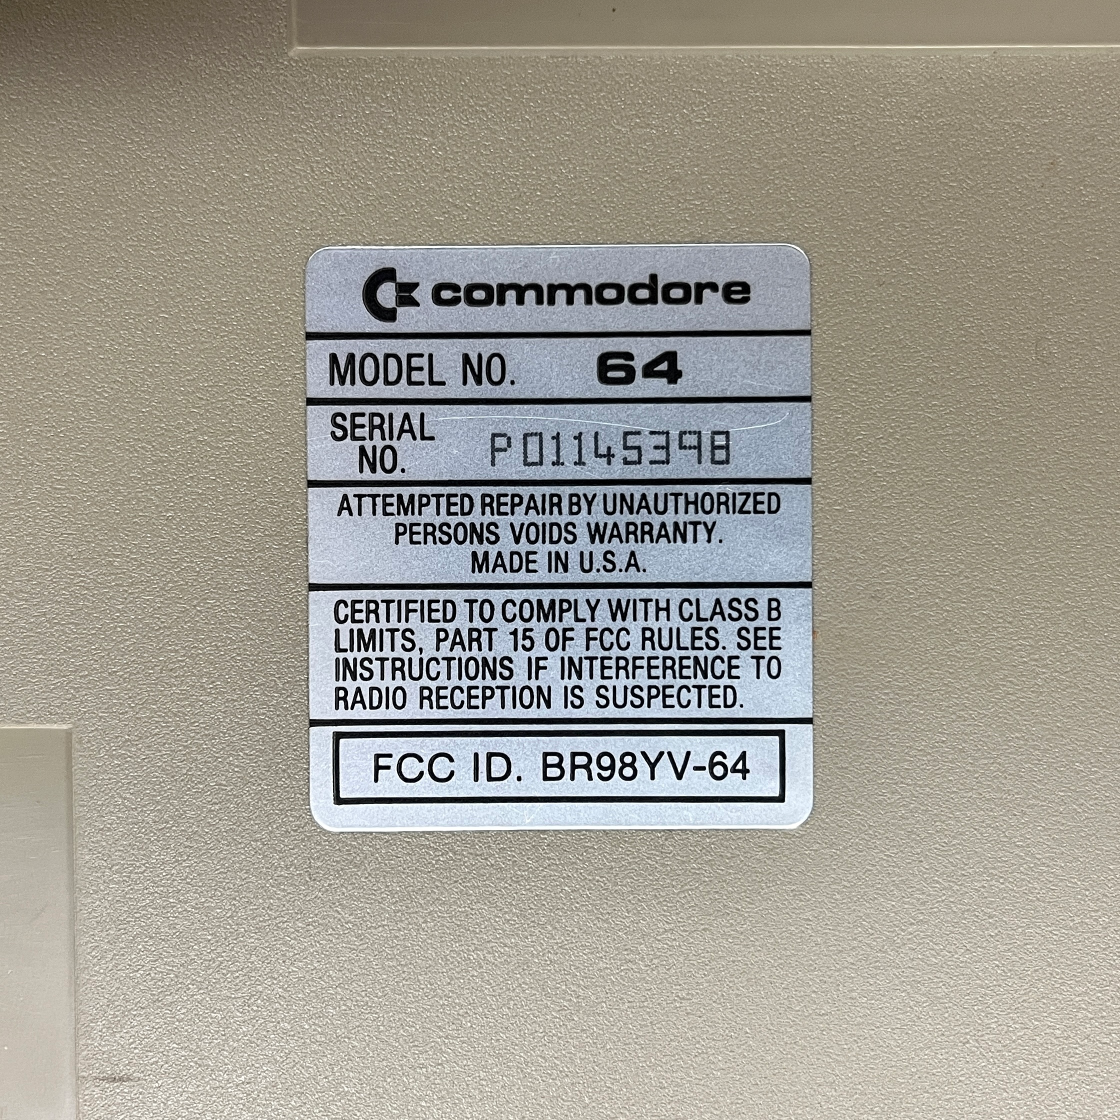 commodore
MODEL NO. 64
SERIAL NO. P01145398
ATTEMPTED REPAIR BY UNAUTHORIZED
PERSONS VOIDS WARRANTY.
MADE IN U.S.A.
CERTIFIED TO COMPLY WITH CLASS B
LIMITS, PART 15 OF FCC RULES. SEE
INSTRUCTIONS IF INTERFERENCE TO
RADIO RECEPTION IS SUSPECTED.
FCC ID. BR98YV-64